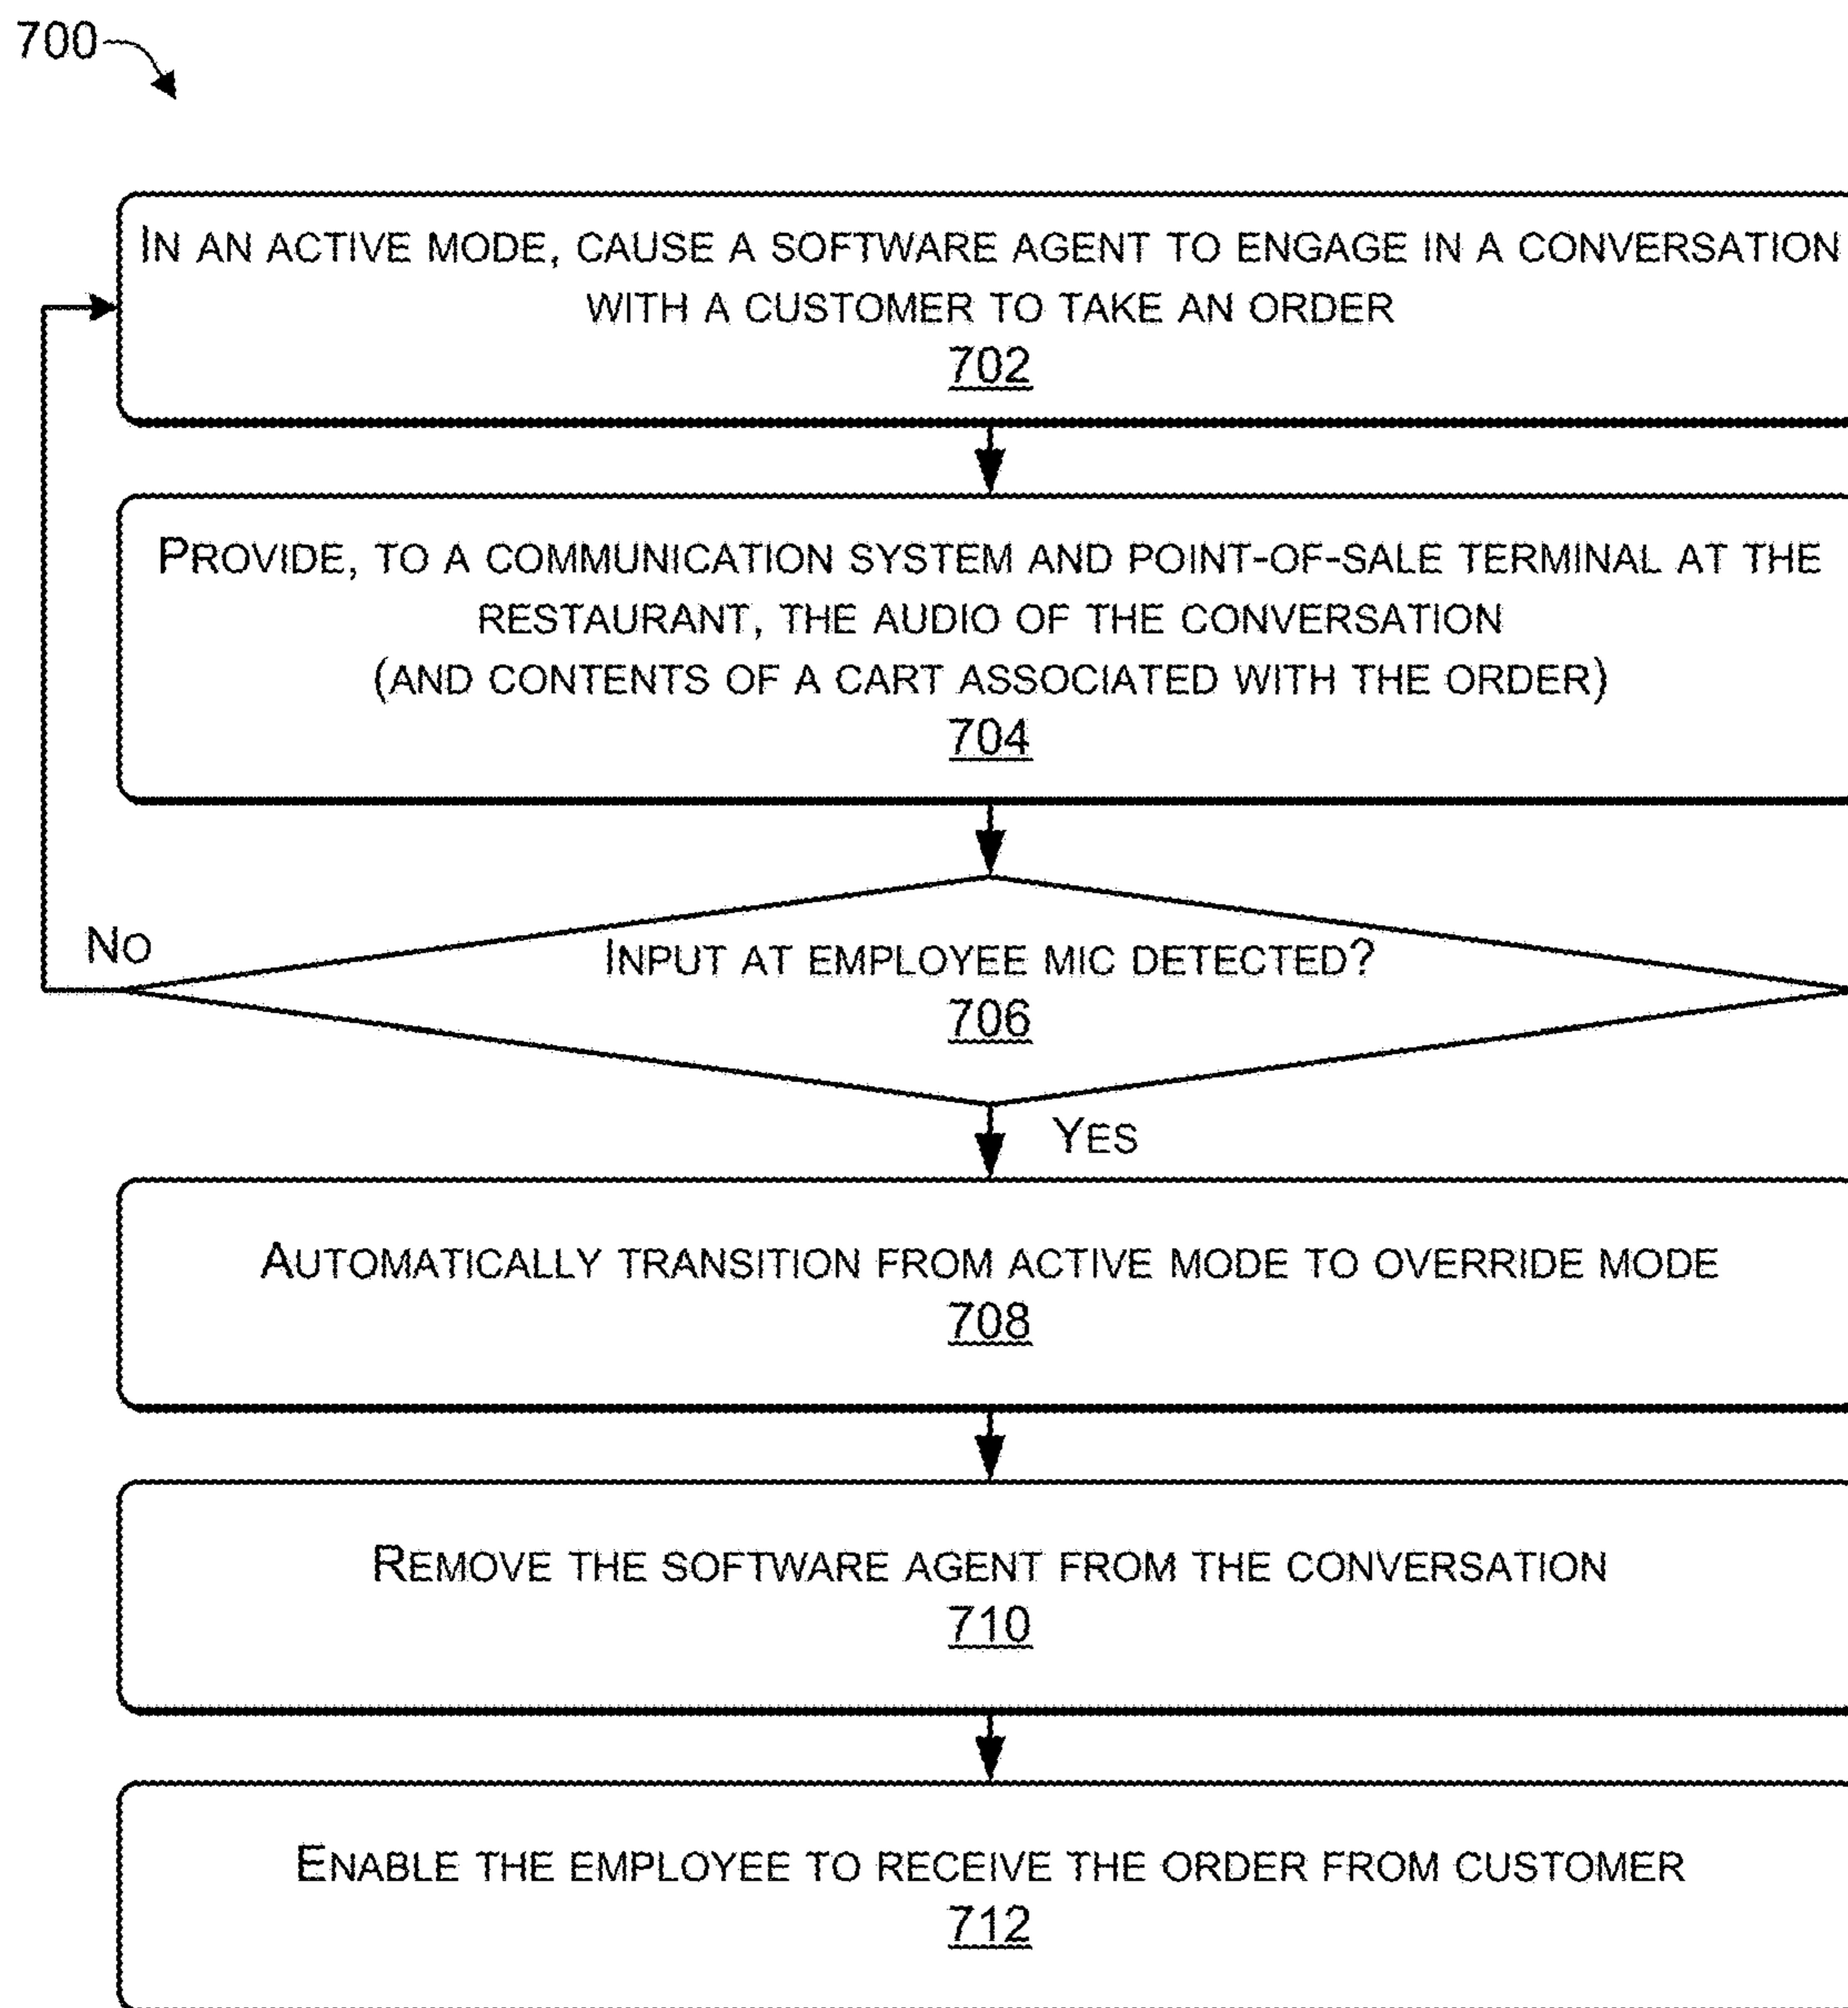 700
IN AN ACTIVE MODE, CAUSE A SOFTWARE AGENT TO ENGAGE IN A CONVERSATION
WITH A CUSTOMER TO TAKE AN ORDER
702
PROVIDE, TO A COMMUNICATION SYSTEM AND POINT-OF-SALE TERMINAL AT THE
RESTAURANT, THE AUDIO OF THE CONVERSATION
(AND CONTENTS OF A CART ASSOCIATED WITH THE ORDER)
704
NO
INPUT AT EMPLOYEE MIC DETECTED?
706
YES
AUTOMATICALLY TRANSITION FROM ACTIVE MODE TO OVERRIDE MODE
708
REMOVE THE SOFTWARE AGENT FROM THE CONVERSATION
710
ENABLE THE EMPLOYEE TO RECEIVE THE ORDER FROM CUSTOMER
712